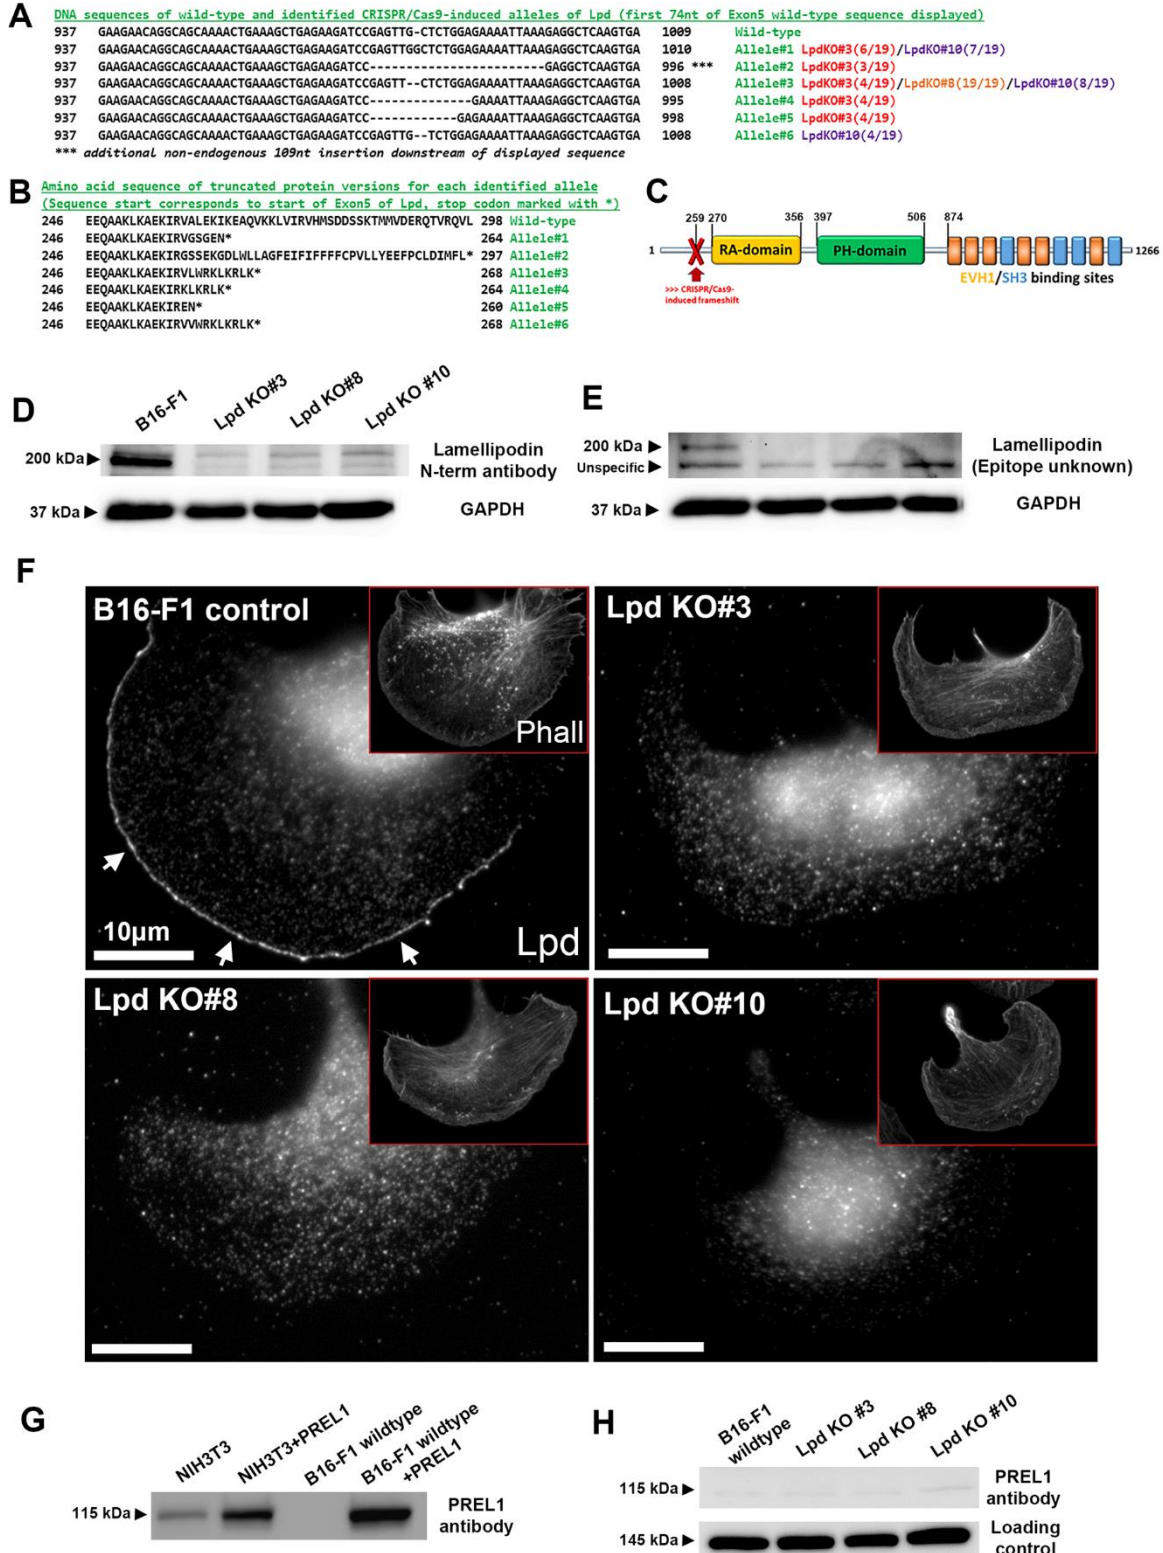 A
DNA sequences of wild-type and identified CRISPR/Cas9-induced alleles of Lpd (first 74nt of Exon5 wild-type sequence displayed)
937 GAAGAACAGGCAGCAAAACTGAAAGCTGAGAAGATCCGAGTTG-CTCTGGAGAAAATTAAAGAGGCTCAAGTGA 1009 Wild-type
937 GAAGAACAGGCAGCAAAACTGAAAGCTGAGAAGATCCGAGTTGGCTCTGGAGAAAATTAAAGAGGCTCAAGTGA 1010 Allele#1 LpdKO#3(6/19)/LpdKO#10(7/19)
937 GAAGAACAGGCAGCAAAACTGAAAGCTGAGAAGATCC------------------------GAGGCTCAAGTGA 996 *** Allele#2 LpdKO#3(3/19)
937 GAAGAACAGGCAGCAAAACTGAAAGCTGAGAAGATCCGAGTT--CTCTGGAGAAAATTAAAGAGGCTCAAGTGA 1008 Allele#3 LpdKO#3(4/19)/LpdKO#8(19/19)/LpdKO#10(8/19)
937 GAAGAACAGGCAGCAAAACTGAAAGCTGAGAAGATCC--------------GAAAATTAAAGAGGCTCAAGTGA 995 Allele#4 LpdKO#3(4/19)
937 GAAGAACAGGCAGCAAAACTGAAAGCTGAGAAGATCC------------GAGAAAATTAAAGAGGCTCAAGTGA 998 Allele#5 LpdKO#3(4/19)
937 GAAGAACAGGCAGCAAAACTGAAAGCTGAGAAGATCCGAGTTG--TCTGGAGAAAATTAAAGAGGCTCAAGTGA 1008 Allele#6 LpdKO#10(4/19)
*** additional non-endogenous 109nt insertion downstream of displayed sequence
B
Amino acid sequence of truncated protein versions for each identified allele
(Sequence start corresponds to start of Exon5 of Lpd, stop codon marked with *)
246 EEQAAKLKAEKIRVALEKIKEAQVKKLVIRVHMSDDSSKTMMVDERQTVRQVL 298 Wild-type
246 EEQAAKLKAEKIRVGSGEN* 264 Allele#1
246 EEQAAKLKAEKIRGSSEKGDLWLLAGFEIFIFFFFCPVLLYEEFPCLDIMFL* 297 Allele#2
246 EEQAAKLKAEKIRVLWRKLKRLK* 268 Allele#3
246 EEQAAKLKAEKIRKLKRLK* 264 Allele#4
246 EEQAAKLKAEKIREN* 260 Allele#5
246 EEQAAKLKAEKIRVVWRKLKRLK* 268 Allele#6
C
259 270 356 397 506 874
1 RA-domain PH-domain 1266
EVH1/SH3 binding sites
>>> CRISPR/Cas9-
induced frameshift
D
B16-F1 Lpd KO#3 Lpd KO#8 Lpd KO #10
200 kDa
Lamellipodin
N-term antibody
37 kDa
GAPDH
E
200 kDa
Unspecific
Lamellipodin
(Epitope unknown)
37 kDa
GAPDH
F
B16-F1 control
Phall
10µm
Lpd
Lpd KO#3
Lpd KO#8
Lpd KO#10
G
NIH3T3 NIH3T3+PREL1 B16-F1 wildtype B16-F1 wildtype
+PREL1
115 kDa
PREL1
antibody
H
B16-F1
wildtype
Lpd KO #3 Lpd KO #8 Lpd KO #10
115 kDa
PREL1
antibody
145 kDa
Loading
control